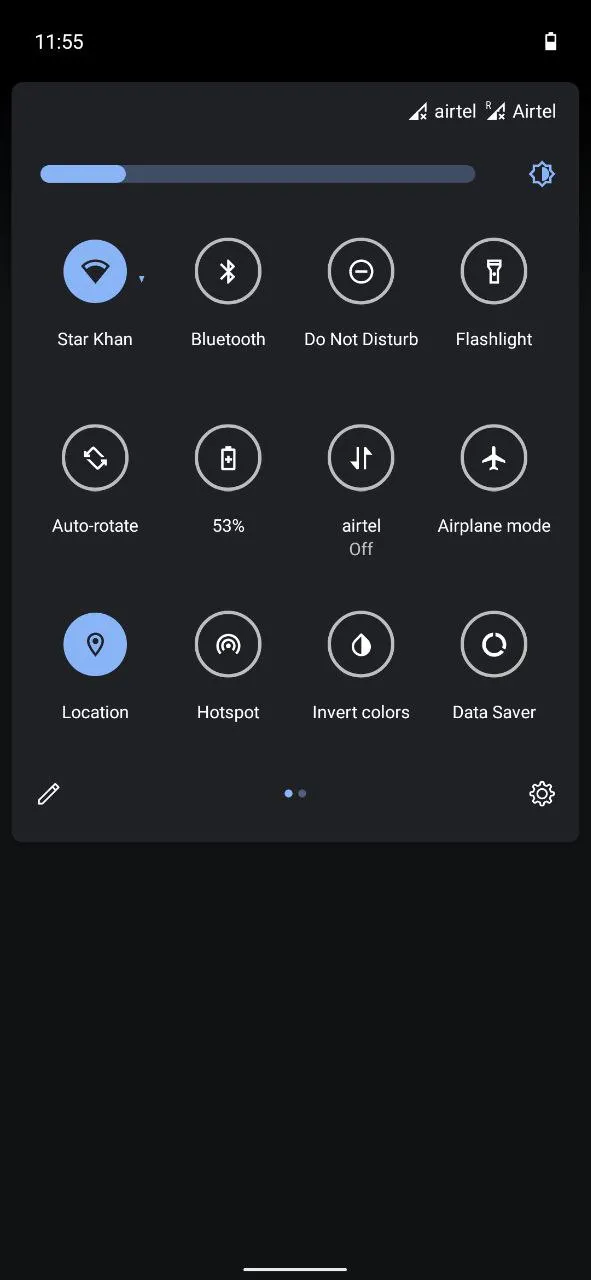 11:55
airtel R Airtel
Star Khan
Bluetooth
Do Not Disturb
Flashlight
Auto-rotate
53%
airtel
Off
Airplane mode
Location
Hotspot
Invert colors
Data Saver